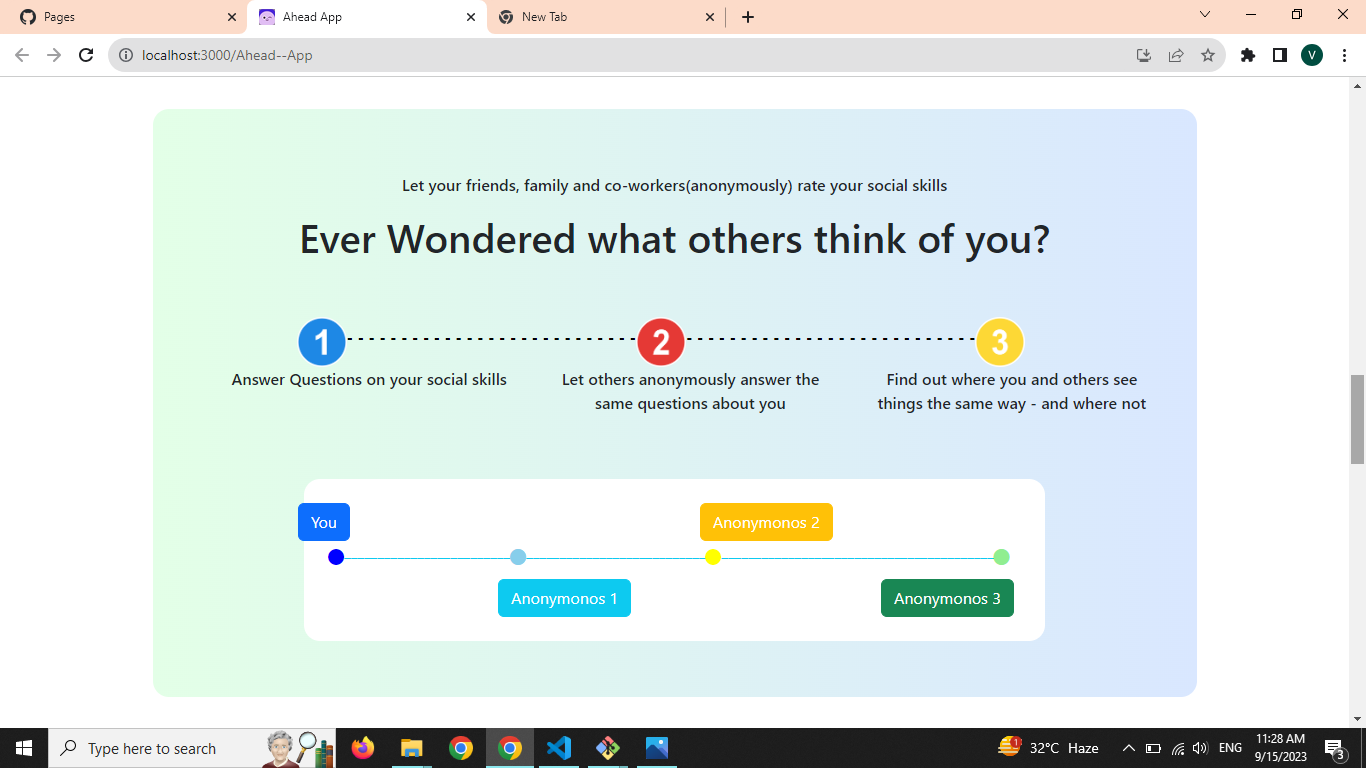 Pages
Ahead App
New Tab
localhost:3000/Ahead--App
V
Let your friends, family and co-workers(anonymously) rate your social skills
Ever Wondered what others think of you?
1
2
3
Answer Questions on your social skills
Let others anonymously answer the
same questions about you
Find out where you and others see
things the same way - and where not
You
Anonymonos 2
Anonymonos 1
Anonymonos 3
Type here to search
1
32°C Haze
ENG
11:28 AM
9/15/2023
3